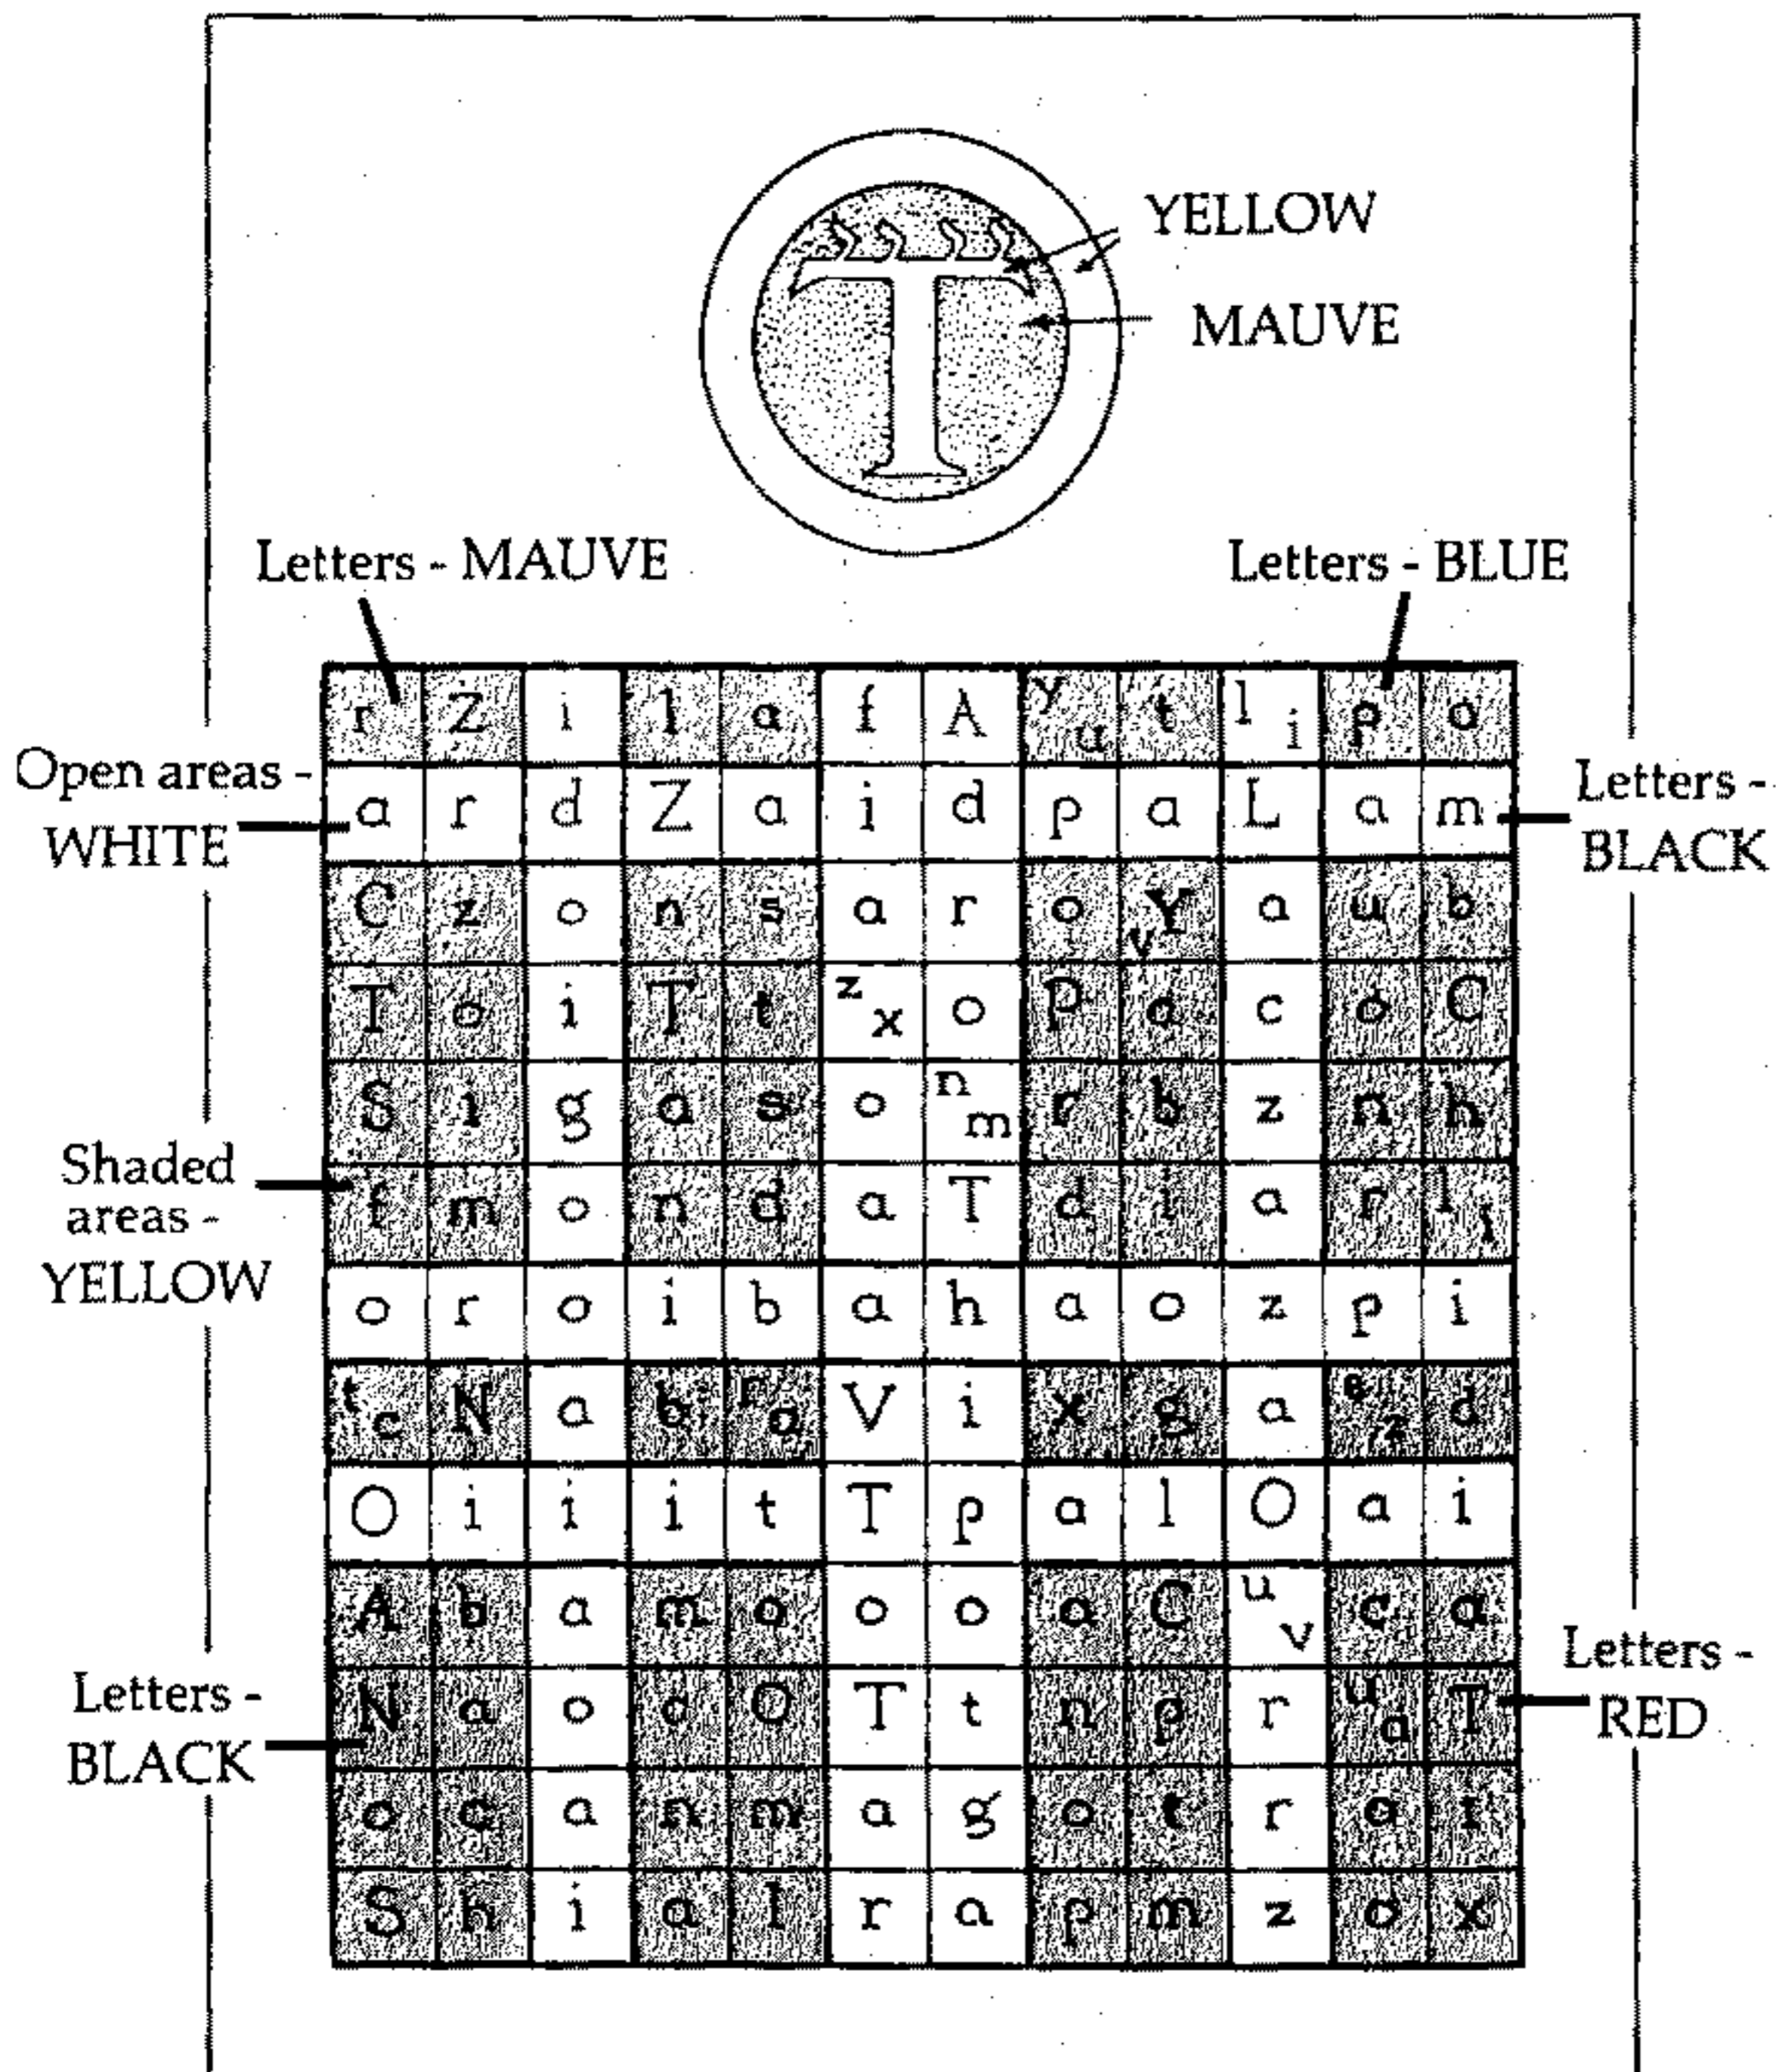 T
YELLOW
MAUVE
Letters - MAUVE
Letters - BLUE
r Z i l a f A y u t l i p o
Open areas -
WHITE
a r d Z a i d p a L a m
Letters -
BLACK
C z o n s a r o Y v a u b
T o i T t z x o P a c o C
S i g a s o n m r b z n h
Shaded
areas -
YELLOW
f m o n d a T d i a r l i
o r o i b a h a o z p i
t c N a b r a V i x g a z d
O i i i t T p a l O a i
A b a m o o o a C u v c a
Letters -
BLACK
N a o c O T t n p r u a T
Letters -
RED
o c a n m a g o t r o i
S h i a l r a p m z o x